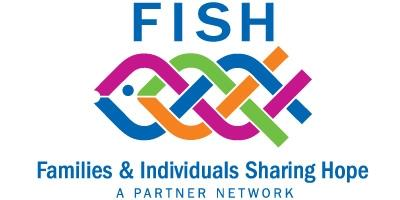 FISH
Families & Individuals Sharing Hope
A PARTNER NETWORK